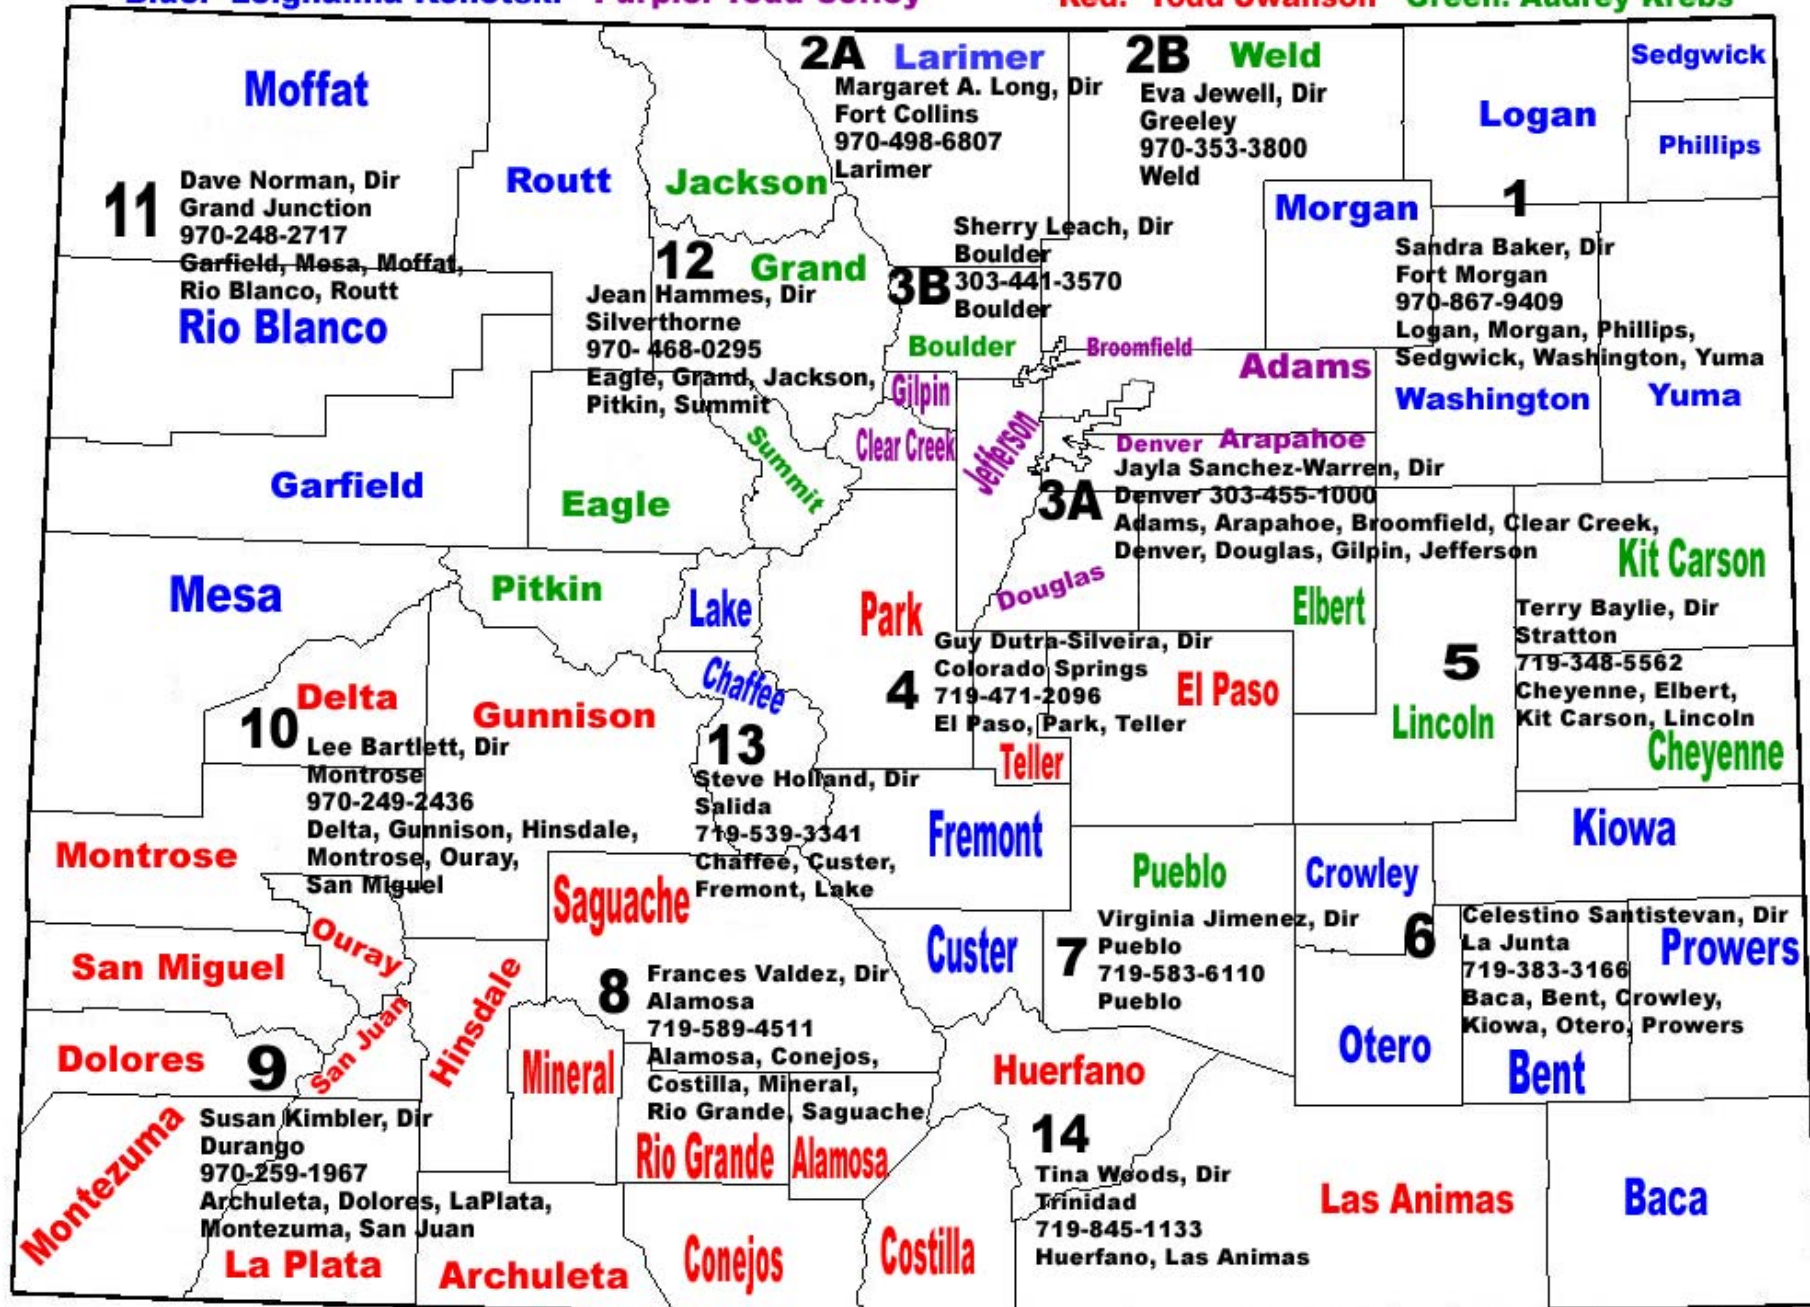 Blue: Leighanna Konetski Purple: Todd Coffey Red: Todd Swanson Green: Audrey Krebs
Moffat
11
Dave Norman, Dir
Grand Junction
970-248-2717
Garfield, Mesa, Moffat,
Rio Blanco, Routt
Rio Blanco
Routt
Jackson
2A Larimer
Margaret A. Long, Dir
Fort Collins
970-498-6807
Larimer
2B Weld
Eva Jewell, Dir
Greeley
970-353-3800
Weld
Sedgwick
Logan
Phillips
Morgan
1
Sandra Baker, Dir
Fort Morgan
970-867-9409
Logan, Morgan, Phillips,
Sedgwick, Washington, Yuma
Washington
Yuma
12 Grand
Jean Hammes, Dir
Silverthorne
970- 468-0295
Eagle, Grand, Jackson,
Pitkin, Summit
3B
Sherry Leach, Dir
Boulder
303-441-3570
Boulder
Boulder
Broomfield
Adams
Gilpin
Clear Creek
Jefferson
Summit
Garfield
Eagle
Denver Arapahoe
3A
Jayla Sanchez-Warren, Dir
Denver 303-455-1000
Adams, Arapahoe, Broomfield, Clear Creek,
Denver, Douglas, Gilpin, Jefferson
Douglas
Elbert
Kit Carson
Mesa
Pitkin
Lake
Park
Chaffee
4
Guy Dutra-Silveira, Dir
Colorado Springs
719-471-2096
El Paso, Park, Teller
El Paso
Teller
5
Terry Baylie, Dir
Stratton
719-348-5562
Cheyenne, Elbert,
Kit Carson, Lincoln
Lincoln
Cheyenne
Delta
Gunnison
10
Lee Bartlett, Dir
Montrose
970-249-2436
Delta, Gunnison, Hinsdale,
Montrose, Ouray,
San Miguel
Montrose
13
Steve Holland, Dir
Salida
719-539-3341
Chaffee, Custer,
Fremont, Lake
Fremont
Kiowa
Pueblo
Crowley
Saguache
Custer
7
Virginia Jimenez, Dir
Pueblo
719-583-6110
Pueblo
6
Celestino Santistevan, Dir
La Junta
719-383-3166
Baca, Bent, Crowley,
Kiowa, Otero, Prowers
Prowers
Otero
Bent
San Miguel
Ouray
San Juan
Hinsdale
8
Frances Valdez, Dir
Alamosa
719-589-4511
Alamosa, Conejos,
Costilla, Mineral,
Rio Grande, Saguache
Mineral
Rio Grande
Alamosa
Huerfano
Dolores
9
Susan Kimbler, Dir
Durango
970-259-1967
Archuleta, Dolores, LaPlata,
Montezuma, San Juan
Montezuma
La Plata
Archuleta
Conejos
Costilla
14
Tina Woods, Dir
Trinidad
719-845-1133
Huerfano, Las Animas
Las Animas
Baca